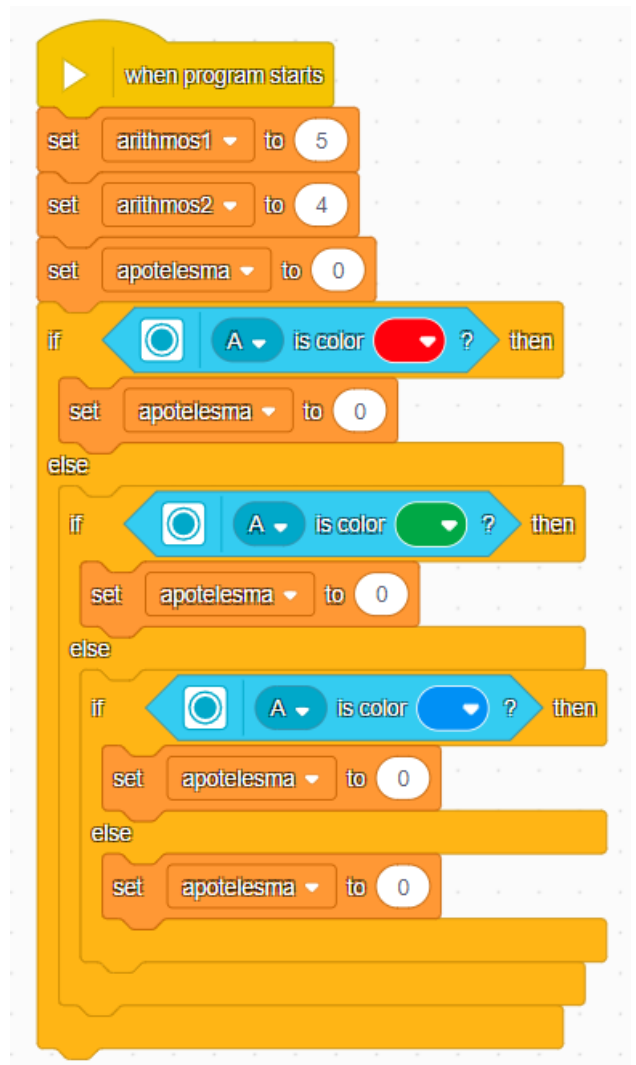 when program starts
set arithmos1 to 5
set arithmos2 to 4
set apotelesma to 0
if A is color ? then
set apotelesma to 0
else
if A is color ? then
set apotelesma to 0
else
if A is color ? then
set apotelesma to 0
else
set apotelesma to 0